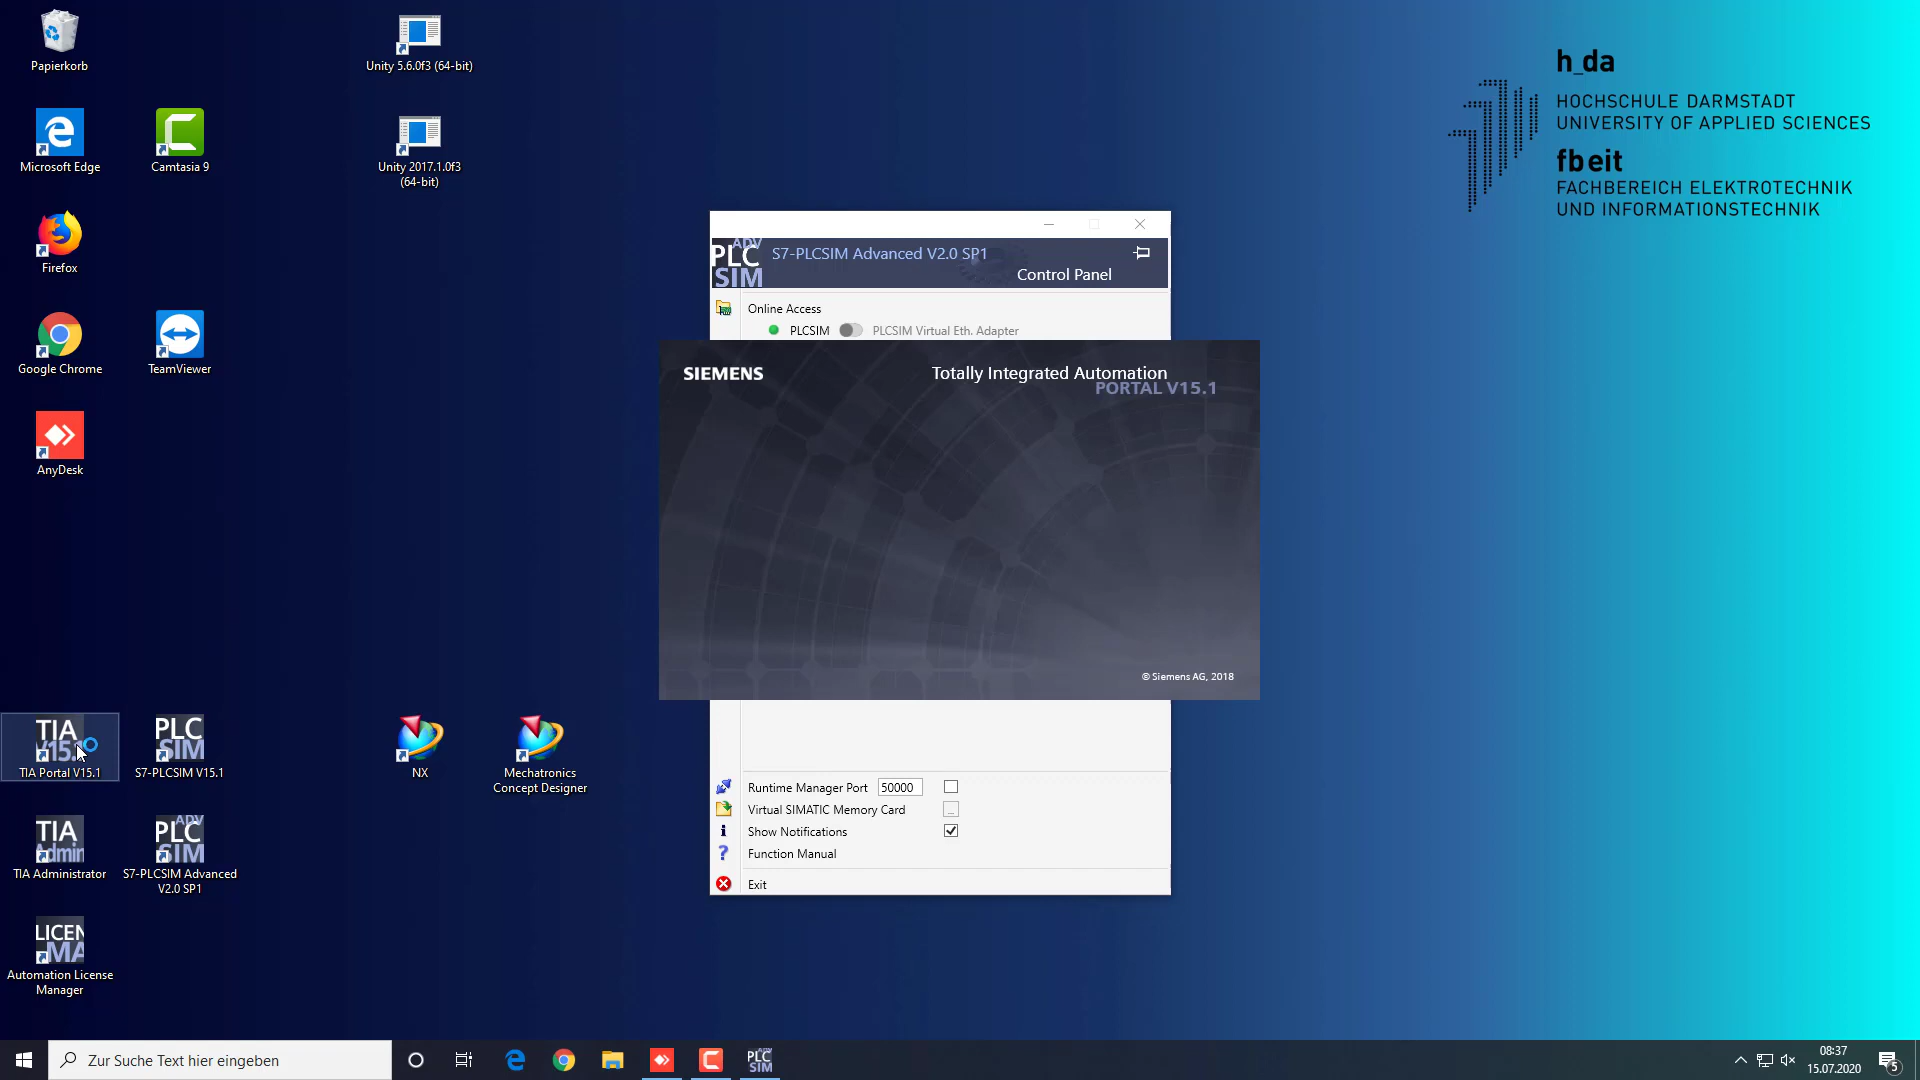 Papierkorb
Unity 5.6.0f3 (64-bit)
Microsoft Edge
Camtasia 9
Unity 2017.1.0f3
(64-bit)
Firefox
Google Chrome
TeamViewer
AnyDesk
h_da
HOCHSCHULE DARMSTADT
UNIVERSITY OF APPLIED SCIENCES
fbeit
FACHBEREICH ELEKTROTECHNIK
UND INFORMATIONSTECHNIK
ADV
PLC
SIM
S7-PLCSIM Advanced V2.0 SP1
Control Panel
Online Access
PLCSIM
PLCSIM Virtual Eth. Adapter
SIEMENS
Totally Integrated Automation
PORTAL V15.1
© Siemens AG, 2018
TIA
V15.1
TIA Portal V15.1
PLC
SIM
S7-PLCSIM V15.1
NX
Mechatronics
Concept Designer
Runtime Manager Port 50000
Virtual SIMATIC Memory Card
...
Show Notifications
Function Manual
Exit
TIA
Admin
TIA Administrator
ADV
PLC
SIM
S7-PLCSIM Advanced
V2.0 SP1
LICEN
MA
Automation License
Manager
Zur Suche Text hier eingeben
PLC
SIM
08:37
15.07.2020
5